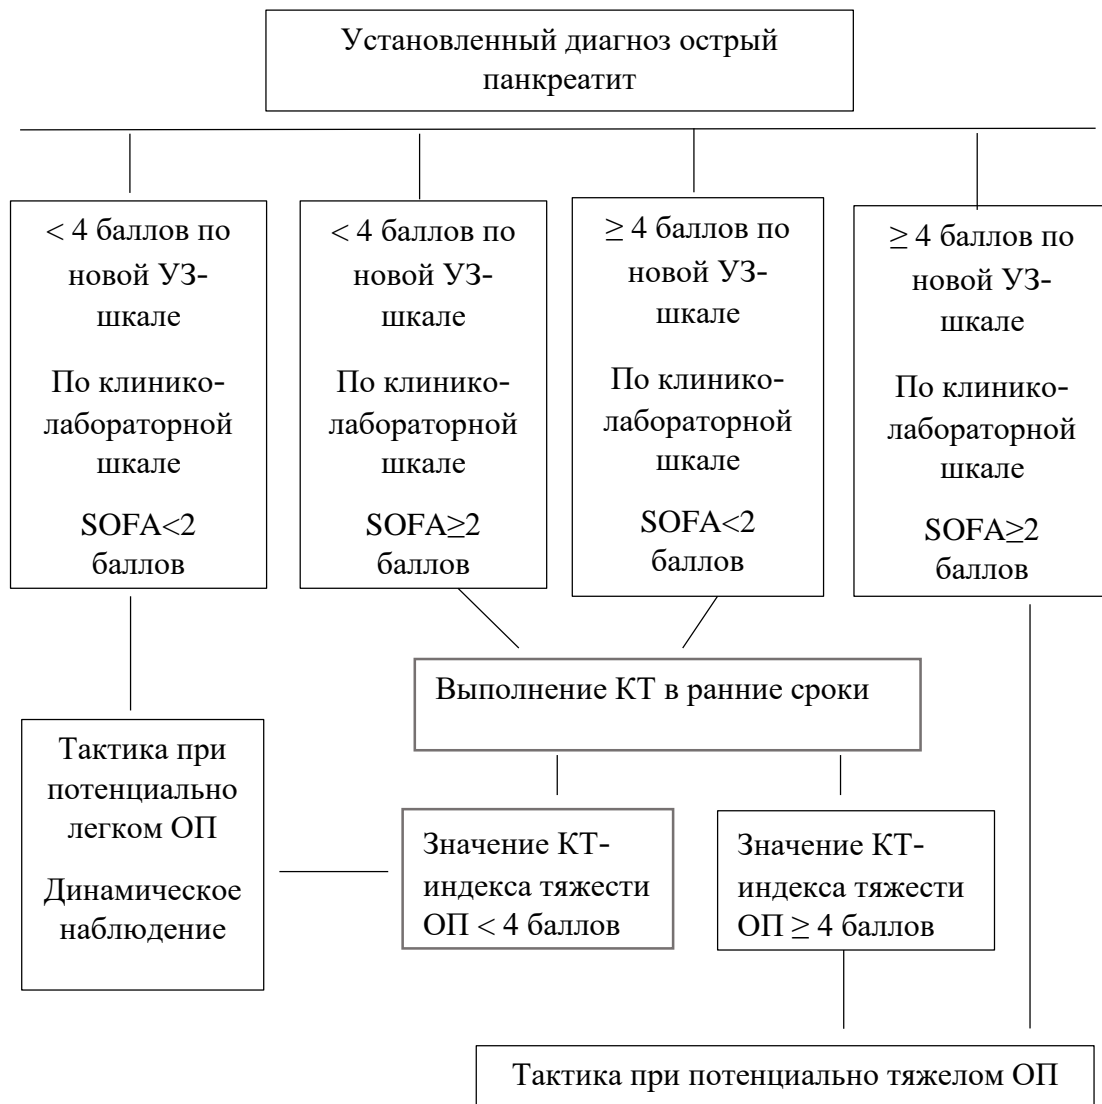 Установленный диагноз острый
панкреатит
< 4 баллов по
новой УЗ-
шкале
По клинико-
лабораторной
шкале
SOFA<2
баллов
< 4 баллов по
новой УЗ-
шкале
По клинико-
лабораторной
шкале
SOFA≥2
баллов
≥ 4 баллов по
новой УЗ-
шкале
По клинико-
лабораторной
шкале
SOFA<2
баллов
≥ 4 баллов по
новой УЗ-
шкале
По клинико-
лабораторной
шкале
SOFA≥2
баллов
Выполнение КТ в ранние сроки
Тактика при
потенциально
легком ОП
Динамическое
наблюдение
Значение КТ-
индекса тяжести
ОП < 4 баллов
Значение КТ-
индекса тяжести
ОП ≥ 4 баллов
Тактика при потенциально тяжелом ОП